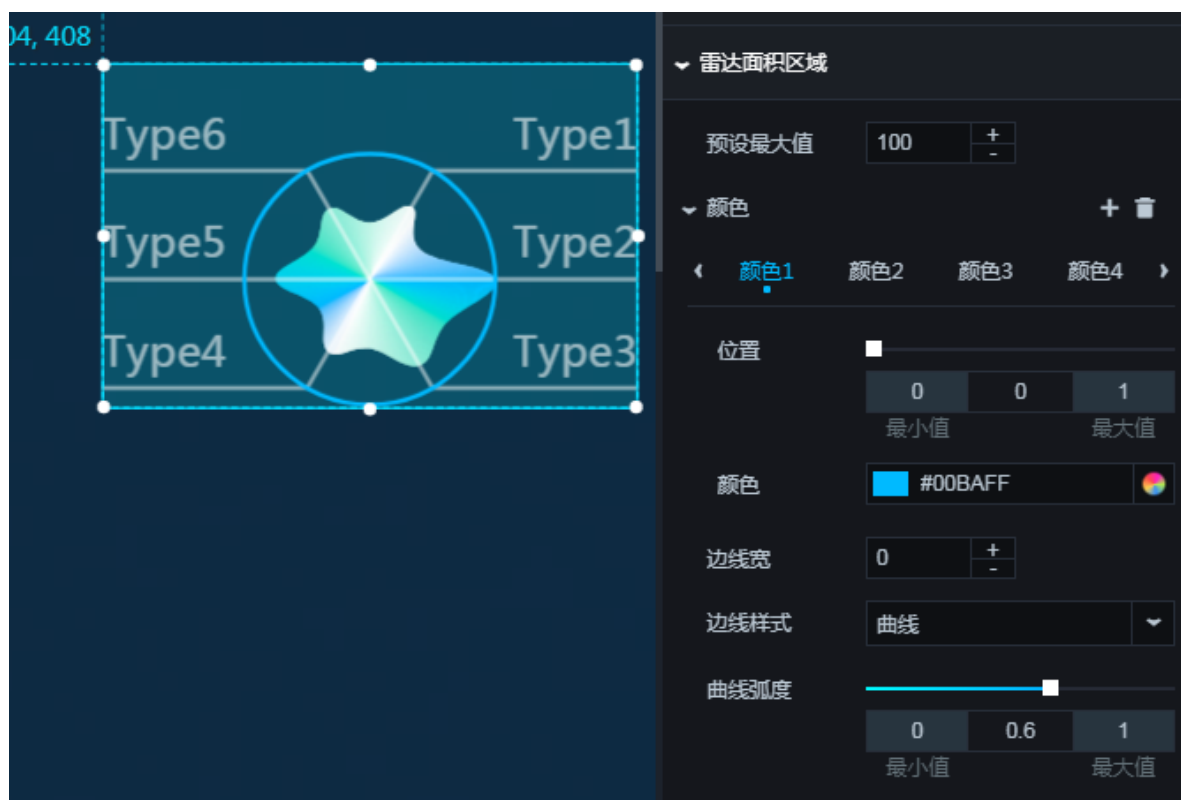 04, 408
Type6
Type1
Type5
Type2
Type4
Type3
雷达面积区域
预设最大值
100
+
-
颜色
颜色1
颜色2
颜色3
颜色4
位置
0
0
1
最小值
最大值
颜色
#00BAFF
边线宽
0
+
-
边线样式
曲线
曲线弧度
0
0.6
1
最小值
最大值